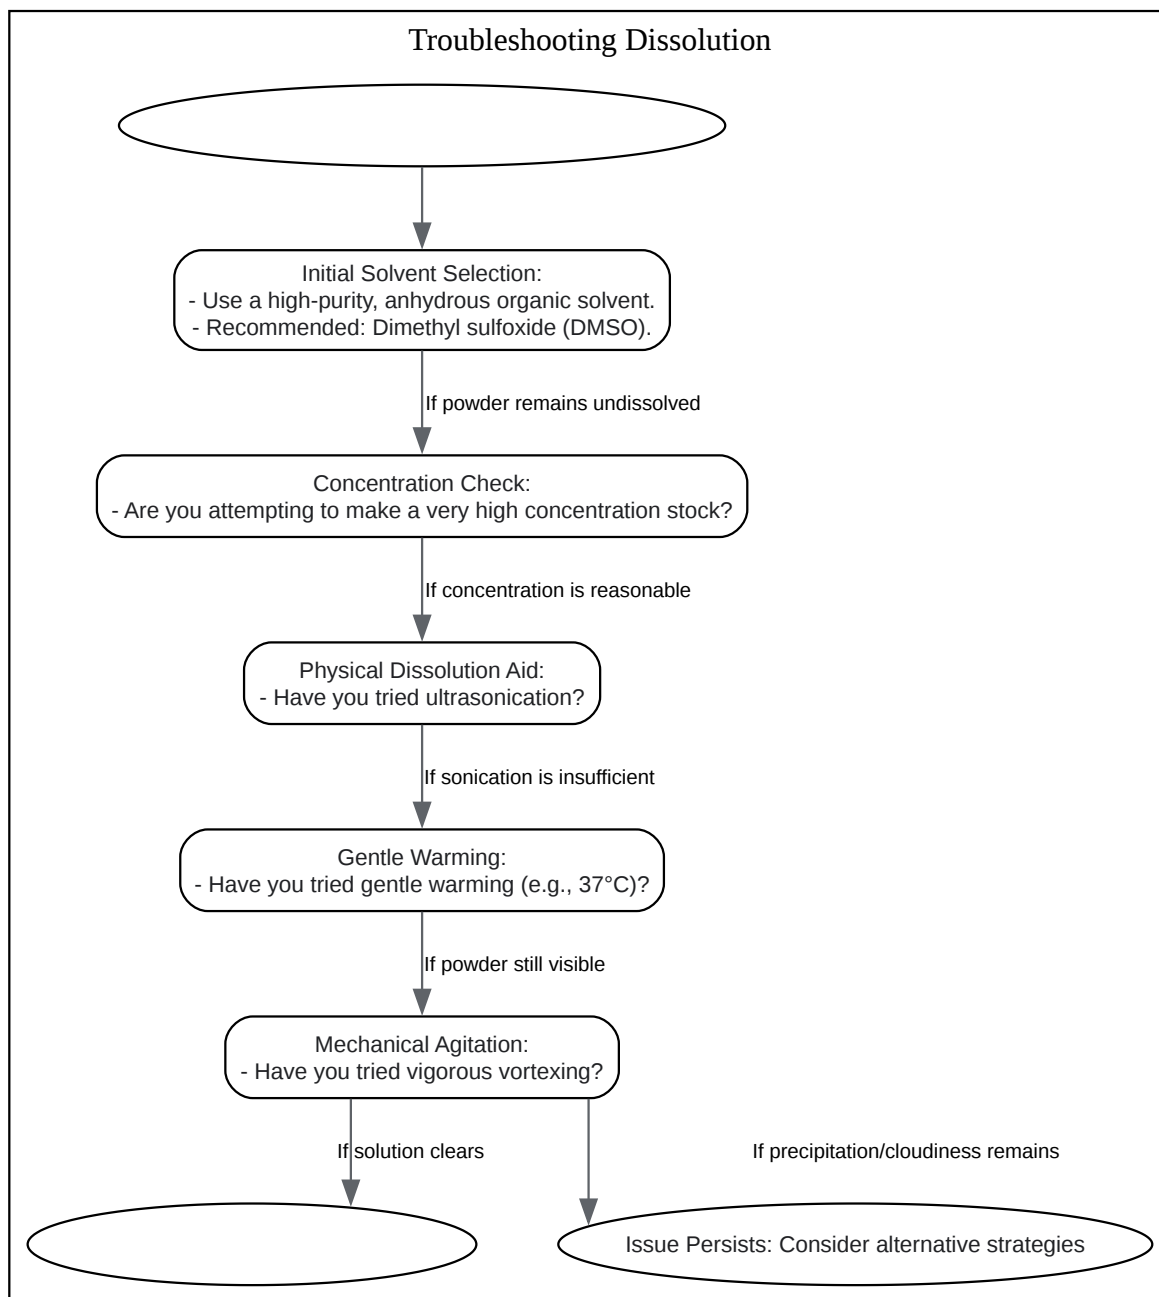 Troubleshooting Dissolution
Initial Solvent Selection:
- Use a high-purity, anhydrous organic solvent.
- Recommended: Dimethyl sulfoxide (DMSO).
If powder remains undissolved
Concentration Check:
- Are you attempting to make a very high concentration stock?
If concentration is reasonable
Physical Dissolution Aid:
- Have you tried ultrasonication?
If sonication is insufficient
Gentle Warming:
- Have you tried gentle warming (e.g., 37°C)?
If powder still visible
Mechanical Agitation:
- Have you tried vigorous vortexing?
If solution clears
If precipitation/cloudiness remains
Issue Persists: Consider alternative strategies